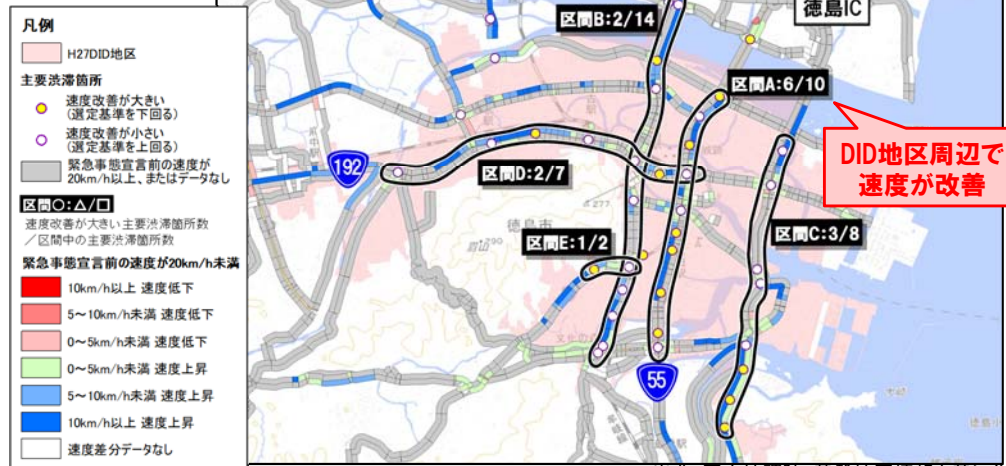 凡例
H27DID地区
主要渋滞箇所
速度改善が大きい
(選定基準を下回る)
速度改善が小さい
(選定基準を上回る)
緊急事態宣言前の速度が
20km/h以上、またはデータなし
区間○:△/□
速度改善が大きい主要渋滞箇所数
／区間中の主要渋滞箇所数
緊急事態宣言前の速度が20km/h未満
10km/h以上 速度低下
5～10km/h未満 速度低下
0～5km/h未満 速度低下
0～5km/h未満 速度上昇
5～10km/h未満 速度上昇
10km/h以上 速度上昇
速度差分データなし
徳島IC
区間B:2/14
区間A:6/10
DID地区周辺で
速度が改善
192
区間D:2/7
277
徳島市
区間C:3/8
区間E:1/2
眉山
290
55
大崎